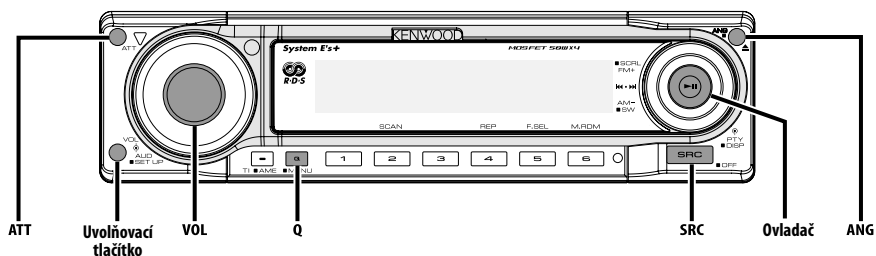 KENWOOD
ANG
ATT
System E's+
MOSFET 50W×4
SCRL
FM+
R·D·S
AM–
SW
SCAN
REP
F.SEL
M.RDM
VOL
AUD
SET UP
PTY
DISP
Q
1
2
3
4
5
6
SRC
TI
AME
MENU
OFF
ATT
Uvolňovací
tlačítko
VOL
Q
SRC
Ovladač
ANG